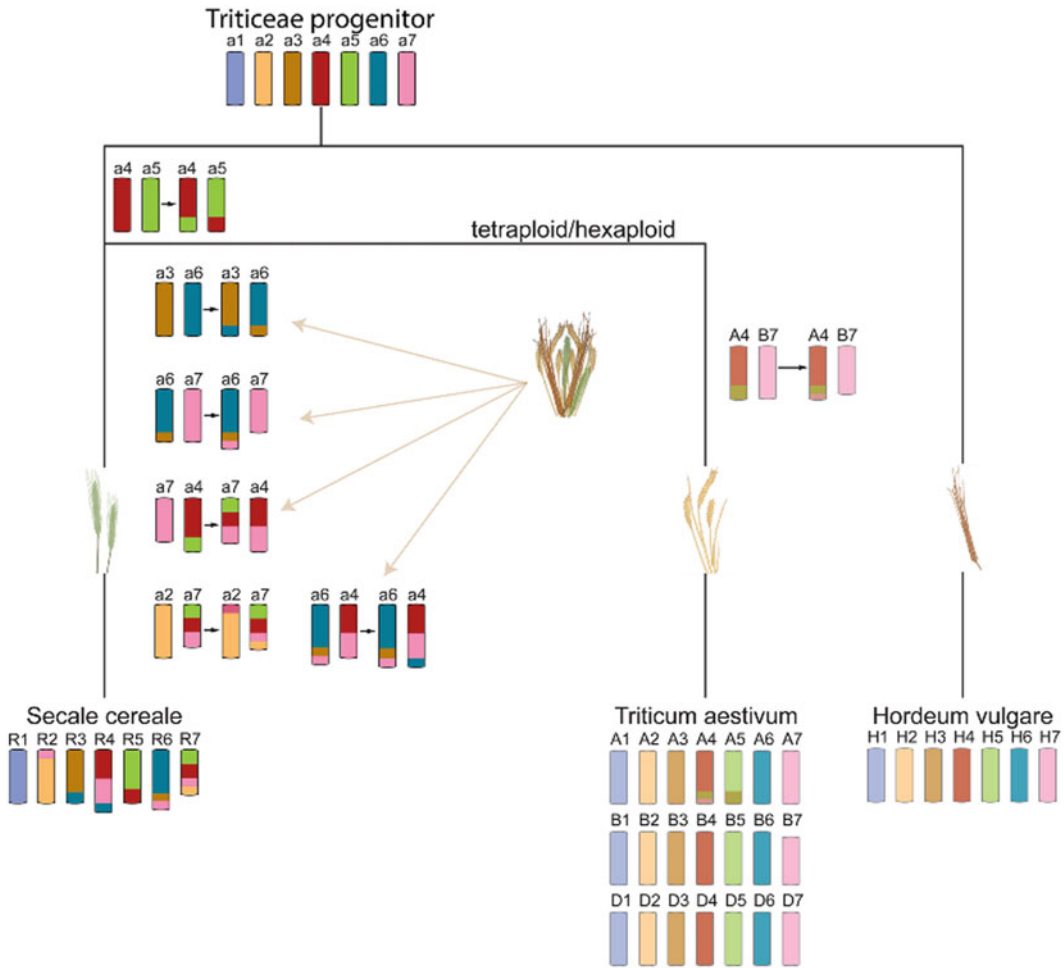 Triticeae progenitor
a1 a2 a3 a4 a5 a6 a7
a4 a5 a4 a5
tetraploid/hexaploid
a3 a6 a3 a6
A4 B7 A4 B7
a6 a7 a6 a7
a7 a4 a7 a4
a2 a7 a2 a7
a6 a4 a6 a4
Secale cereale
R1 R2 R3 R4 R5 R6 R7
Triticum aestivum
A1 A2 A3 A4 A5 A6 A7
B1 B2 B3 B4 B5 B6 B7
D1 D2 D3 D4 D5 D6 D7
Hordeum vulgare
H1 H2 H3 H4 H5 H6 H7